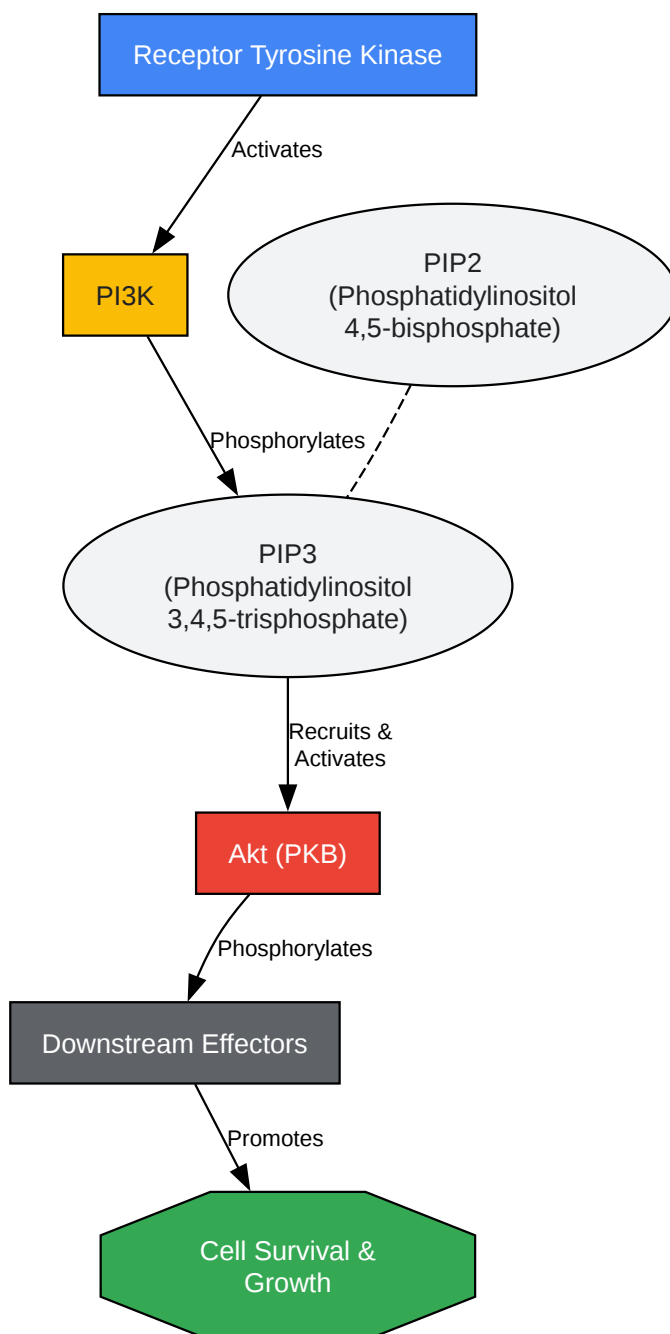 Receptor Tyrosine Kinase
Activates
PI3K
PIP2
(Phosphatidylinositol
4,5-bisphosphate)
Phosphorylates
PIP3
(Phosphatidylinositol
3,4,5-trisphosphate)
Recruits &
Activates
Akt (PKB)
Phosphorylates
Downstream Effectors
Promotes
Cell Survival &
Growth